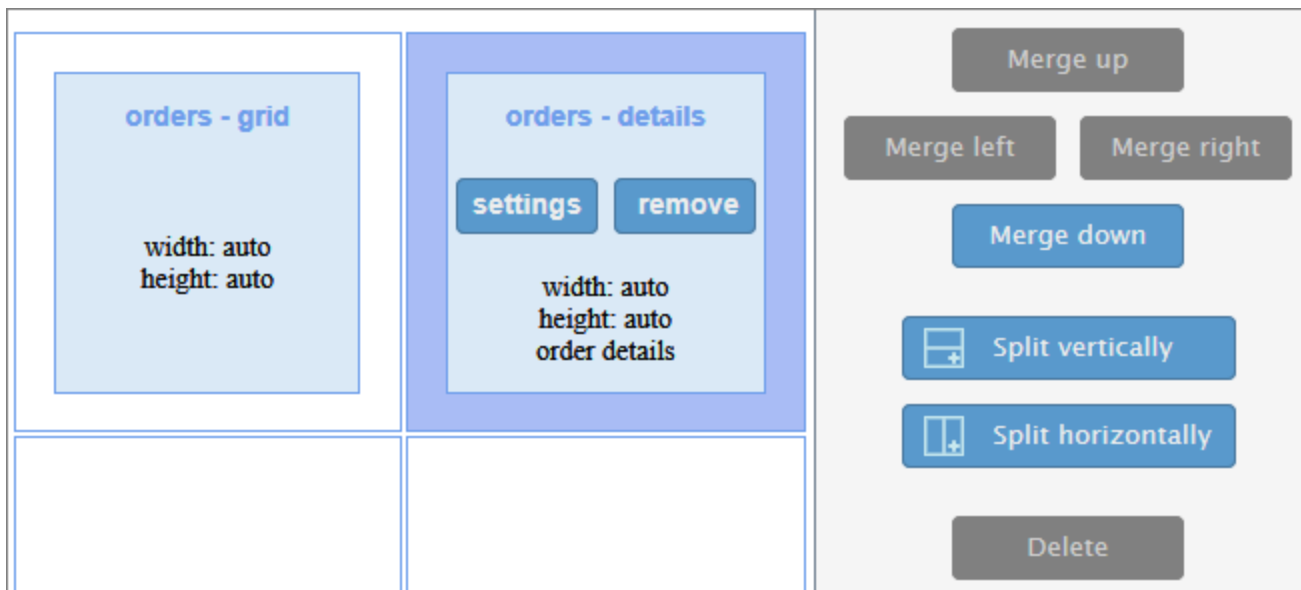 orders - grid
width: auto
height: auto
orders - details
settings remove
width: auto
height: auto
order details
Merge up
Merge left Merge right
Merge down
Split vertically
Split horizontally
Delete